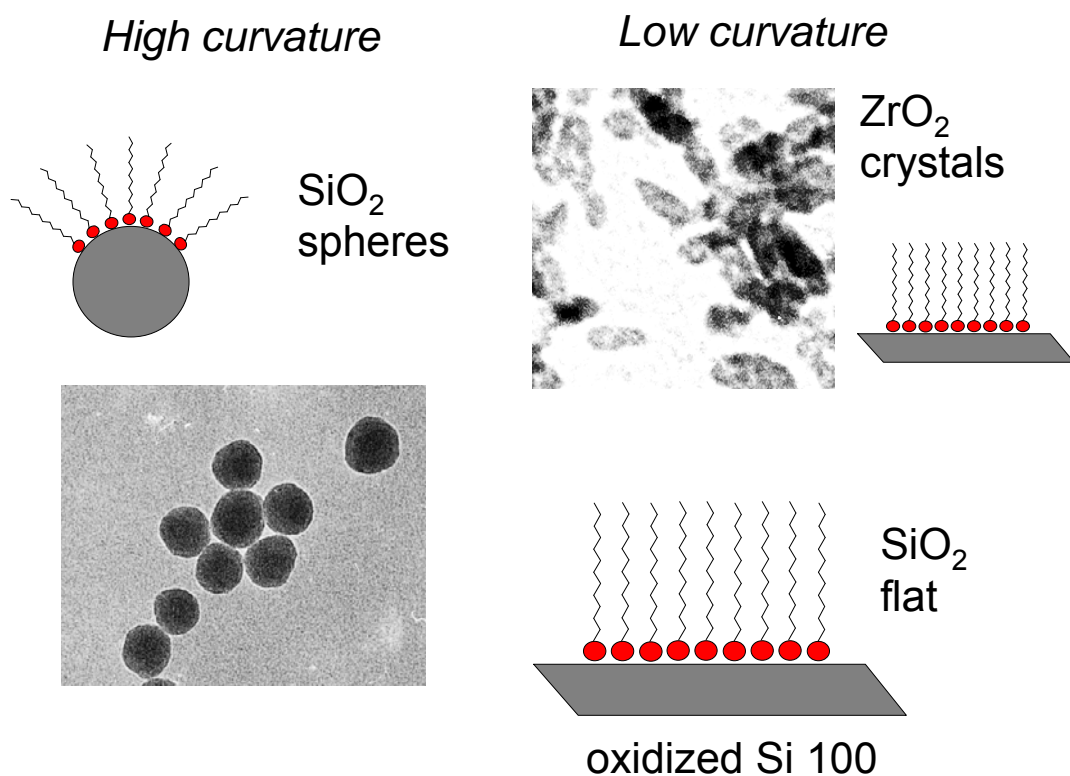 High curvature
Low curvature
SiO₂
spheres
ZrO₂
crystals
SiO₂
flat
oxidized Si 100